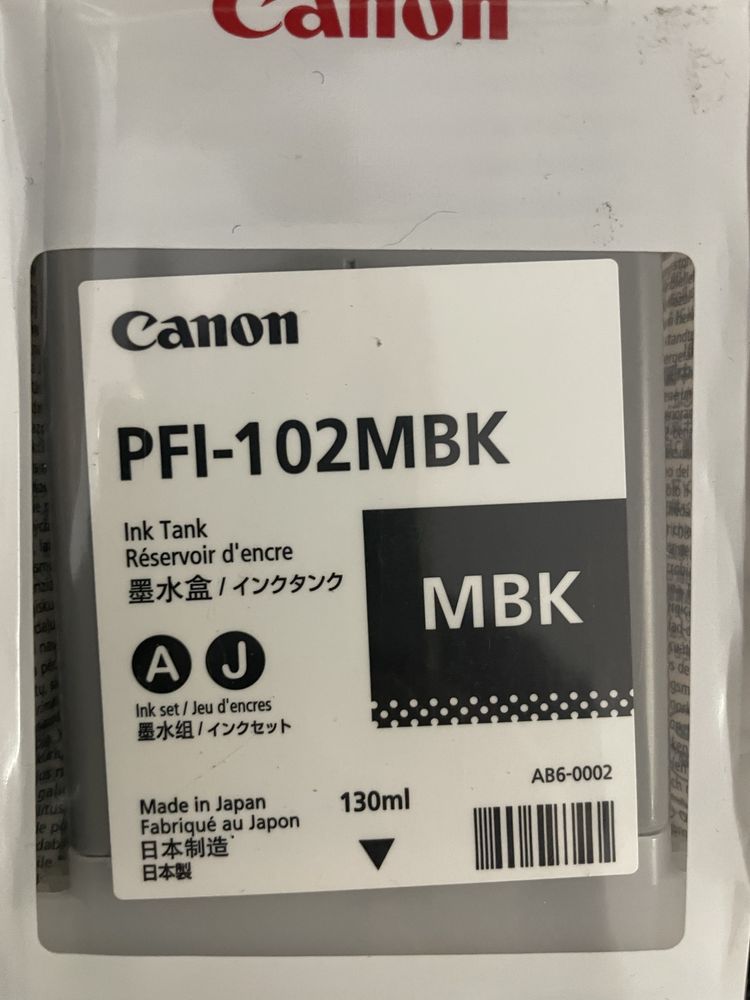 Canon
Canon
PFI-102MBK
Ink Tank
Réservoir d'encre
墨水盒 / インクタンク
MBK
A J
Ink set / Jeu d'encres
墨水组 / インクセット
AB6-0002
Made in Japan
130ml
Fabriqué au Japon
日本制造
日本製